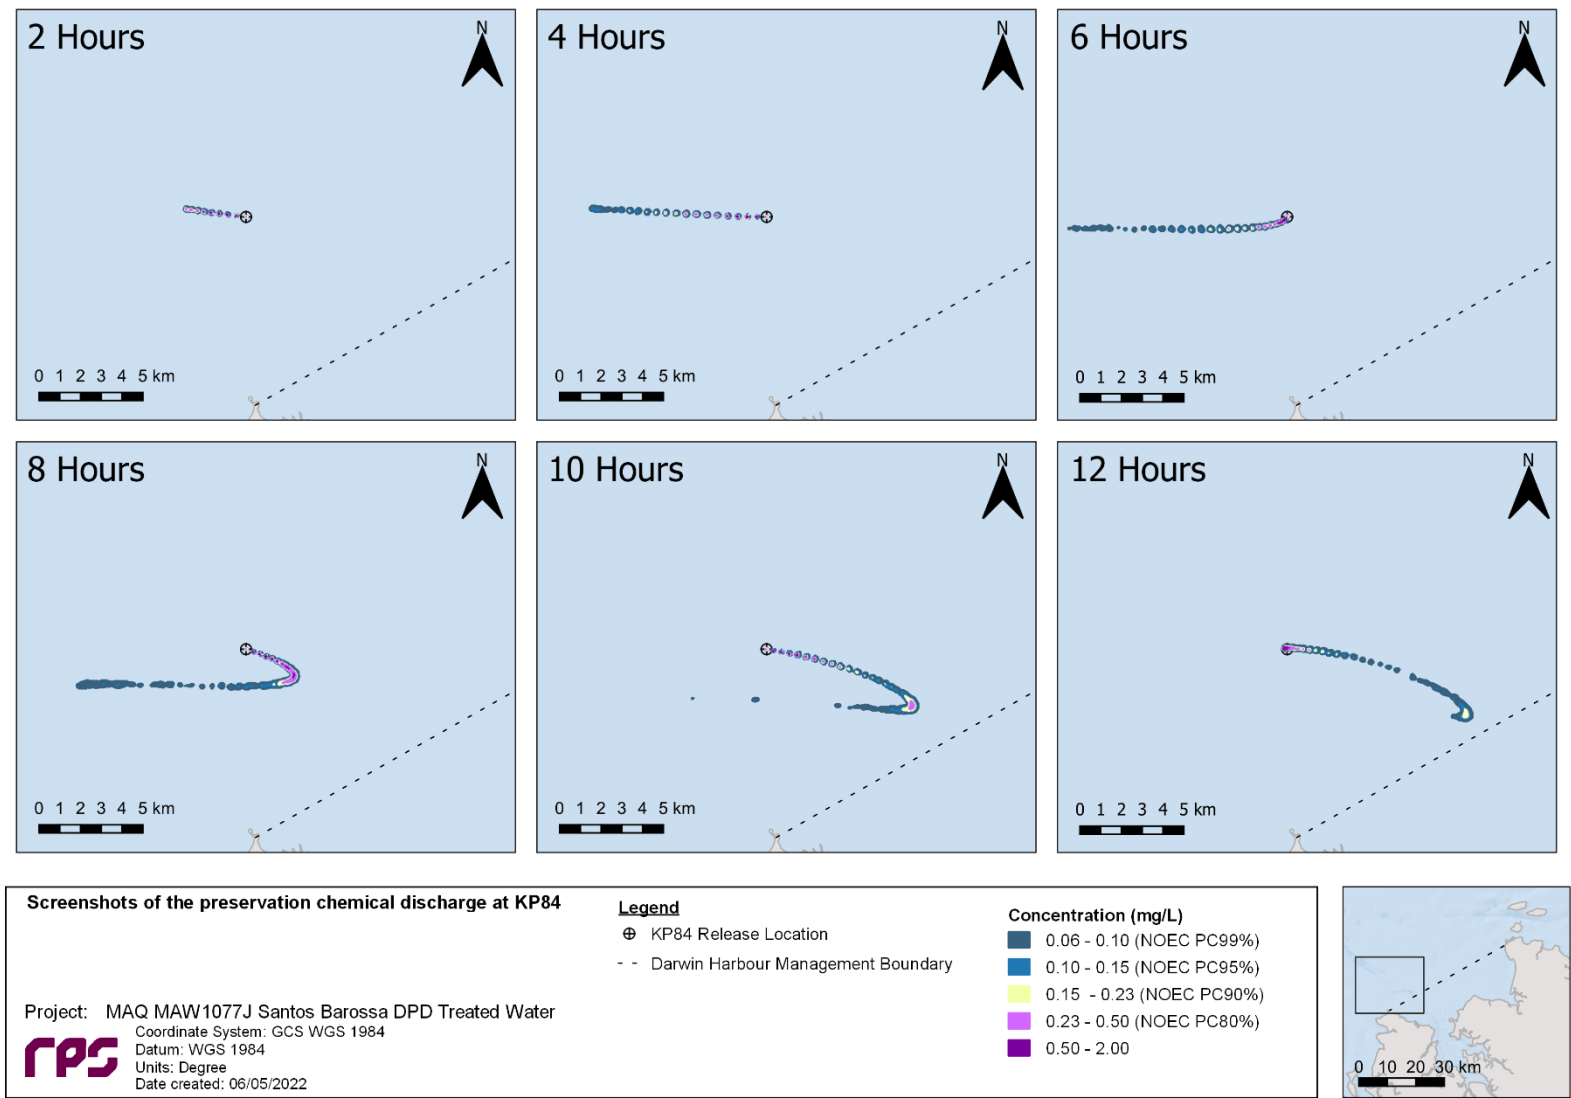 2 Hours
N
0 1 2 3 4 5 km
4 Hours
N
0 1 2 3 4 5 km
6 Hours
N
0 1 2 3 4 5 km
8 Hours
N
0 1 2 3 4 5 km
10 Hours
N
0 1 2 3 4 5 km
12 Hours
N
0 1 2 3 4 5 km
Screenshots of the preservation chemical discharge at KP84
Project: MAQ MAW1077J Santos Barossa DPD Treated Water
rps
Coordinate System: GCS WGS 1984
Datum: WGS 1984
Units: Degree
Date created: 06/05/2022
Legend
KP84 Release Location
Darwin Harbour Management Boundary
Concentration (mg/L)
0.06 - 0.10 (NOEC PC99%)
0.10 - 0.15 (NOEC PC95%)
0.15 - 0.23 (NOEC PC90%)
0.23 - 0.50 (NOEC PC80%)
0.50 - 2.00
0 10 20 30 km